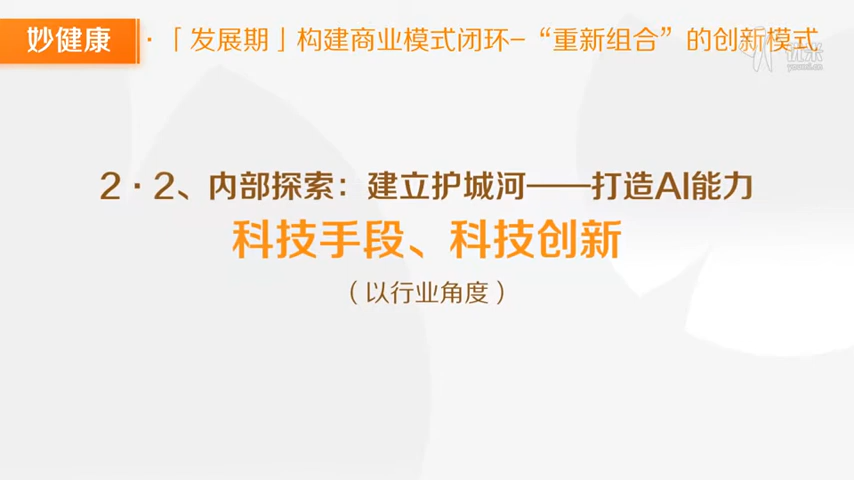 妙健康 ·「发展期」构建商业模式闭环-“重新组合”的创新模式
2·2、内部探索：建立护城河——打造AI能力
科技手段、科技创新
（以行业角度）